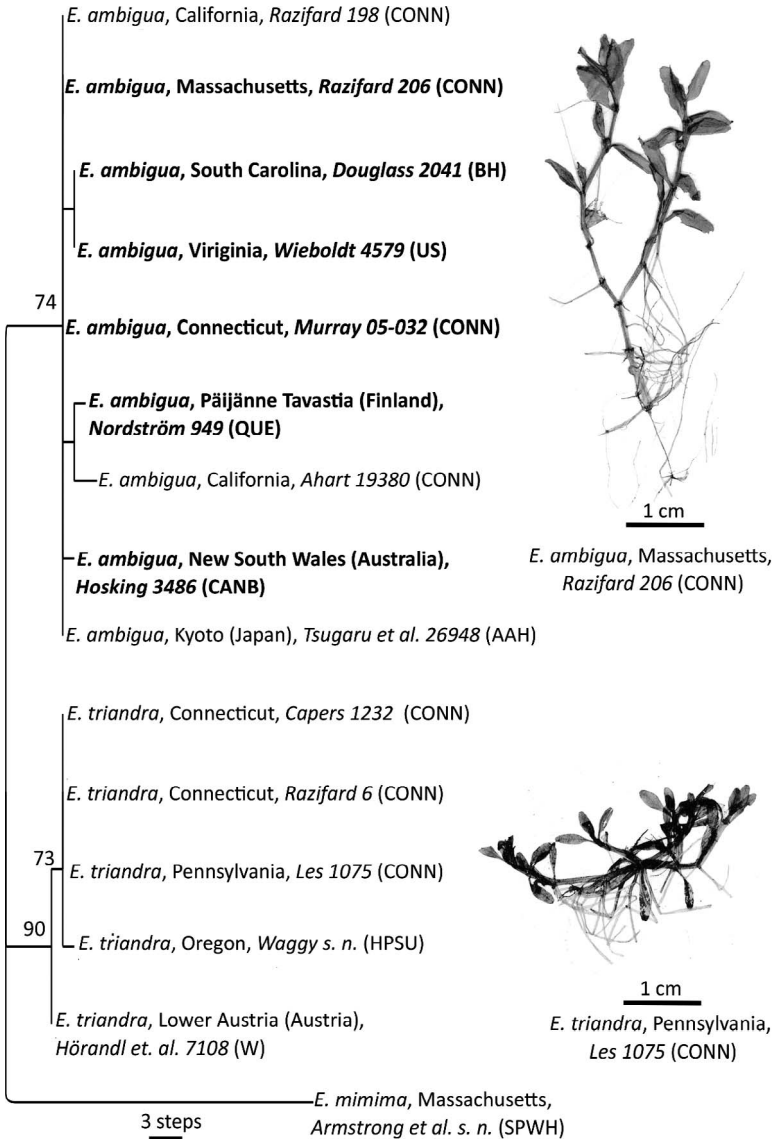 E. ambigua, California, Razifard 198 (CONN)
E. ambigua, Massachusetts, Razifard 206 (CONN)
E. ambigua, South Carolina, Douglass 2041 (BH)
E. ambigua, Viriginia, Wieboldt 4579 (US)
74
E. ambigua, Connecticut, Murray 05-032 (CONN)
E. ambigua, Päijänne Tavastia (Finland),
Nordström 949 (QUE)
E. ambigua, California, Ahart 19380 (CONN)
E. ambigua, New South Wales (Australia),
Hosking 3486 (CANB)
E. ambigua, Kyoto (Japan), Tsugaru et al. 26948 (AAH)
1 cm
E. ambigua, Massachusetts,
Razifard 206 (CONN)
E. triandra, Connecticut, Capers 1232 (CONN)
E. triandra, Connecticut, Razifard 6 (CONN)
73
E. triandra, Pennsylvania, Les 1075 (CONN)
90
E. triandra, Oregon, Waggy s. n. (HPSU)
E. triandra, Lower Austria (Austria),
Hörandl et. al. 7108 (W)
1 cm
E. triandra, Pennsylvania,
Les 1075 (CONN)
E. mimima, Massachusetts,
Armstrong et al. s. n. (SPWH)
3 steps